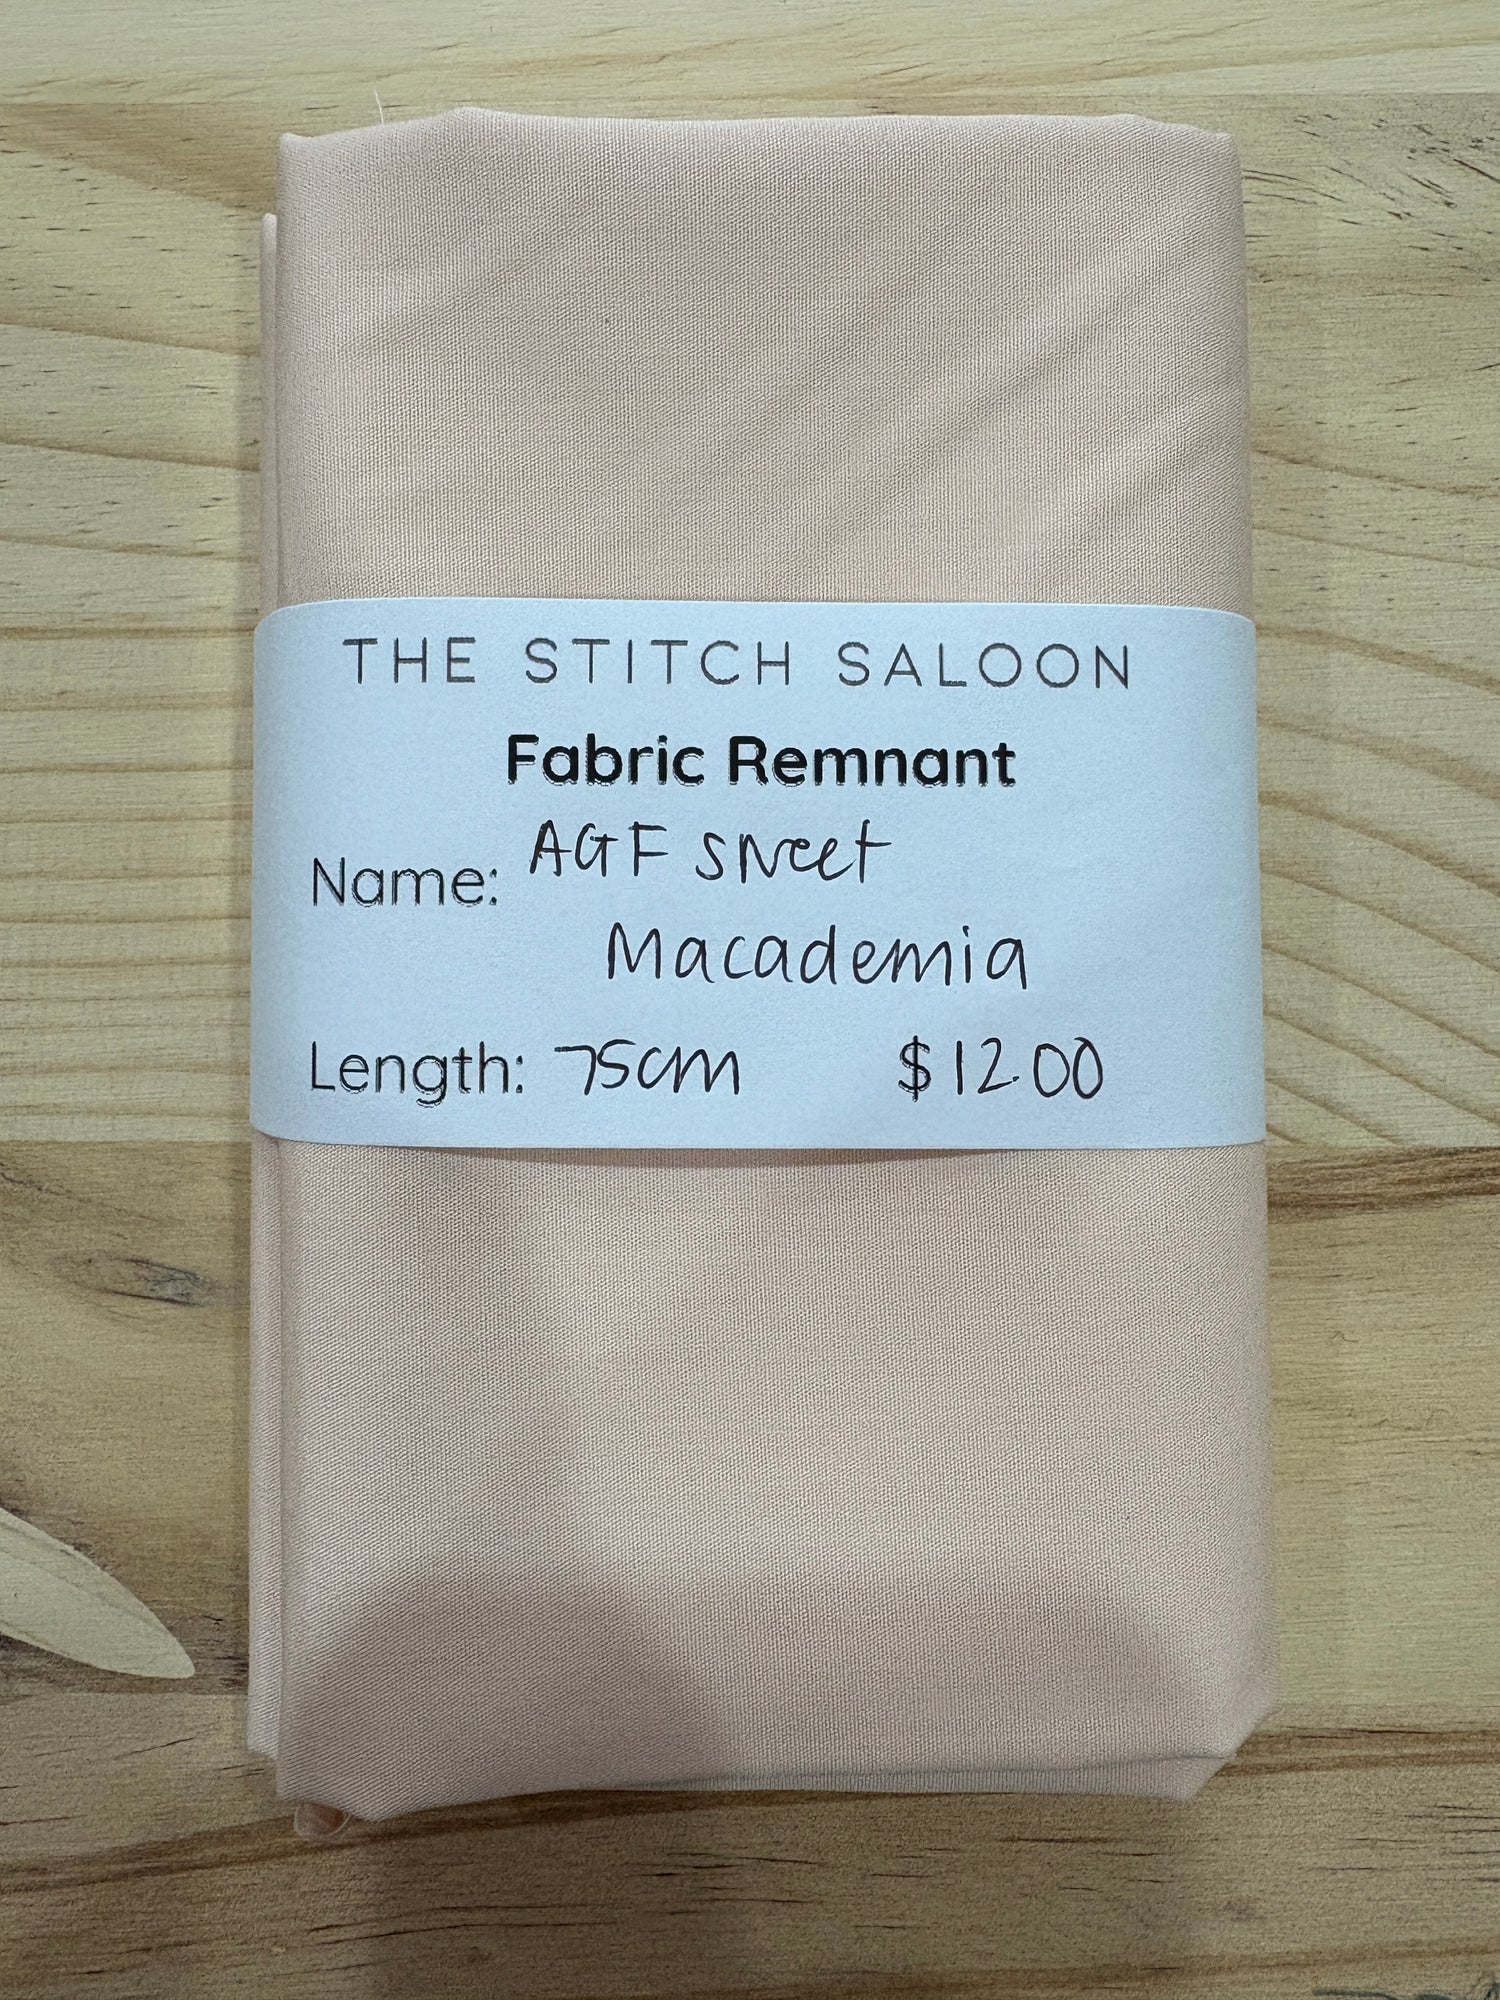 THE STITCH SALOON
Fabric Remnant
Name: AGF Sweet
Macademia
Length: 75cm $12.00